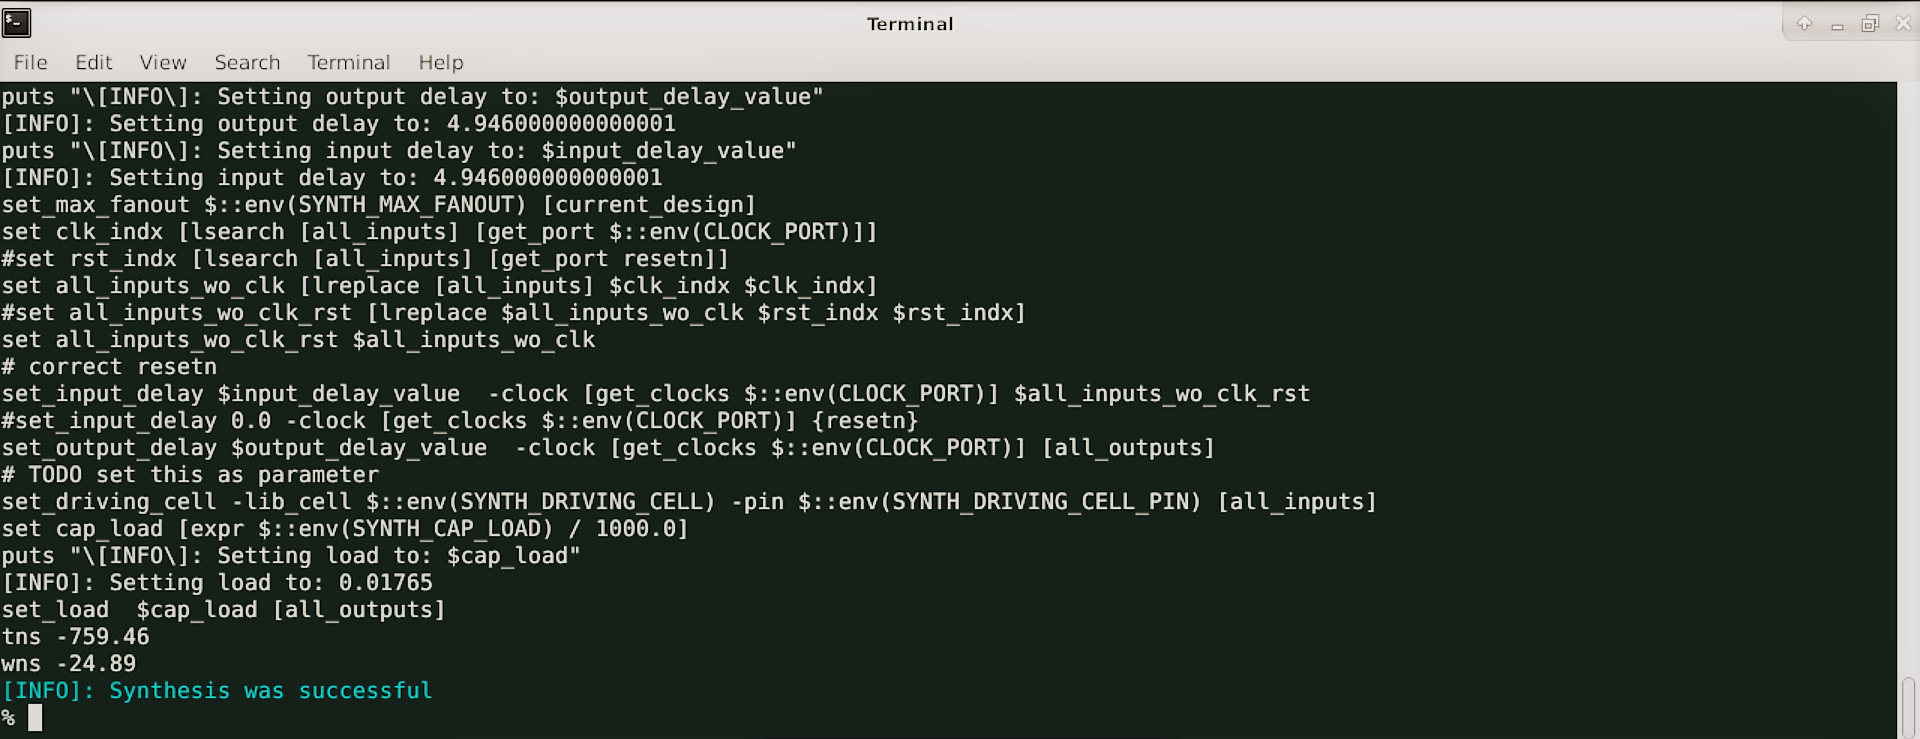 Terminal
File Edit View Search Terminal Help
puts "\[INFO\]: Setting output delay to: $output_delay_value"
[INFO]: Setting output delay to: 4.946000000000001
puts "\[INFO\]: Setting input delay to: $input_delay_value"
[INFO]: Setting input delay to: 4.946000000000001
set_max_fanout $::env(SYNTH_MAX_FANOUT) [current_design]
set clk_indx [lsearch [all_inputs] [get_port $::env(CLOCK_PORT)]]
#set rst_indx [lsearch [all_inputs] [get_port resetn]]
set all_inputs_wo_clk [lreplace [all_inputs] $clk_indx $clk_indx]
#set all_inputs_wo_clk_rst [lreplace $all_inputs_wo_clk $rst_indx $rst_indx]
set all_inputs_wo_clk_rst $all_inputs_wo_clk
# correct resetn
set_input_delay $input_delay_value  -clock [get_clocks $::env(CLOCK_PORT)] $all_inputs_wo_clk_rst
#set_input_delay 0.0 -clock [get_clocks $::env(CLOCK_PORT)] {resetn}
set_output_delay $output_delay_value  -clock [get_clocks $::env(CLOCK_PORT)] [all_outputs]
# TODO set this as parameter
set_driving_cell -lib_cell $::env(SYNTH_DRIVING_CELL) -pin $::env(SYNTH_DRIVING_CELL_PIN) [all_inputs]
set cap_load [expr $::env(SYNTH_CAP_LOAD) / 1000.0]
puts "\[INFO\]: Setting load to: $cap_load"
[INFO]: Setting load to: 0.01765
set_load  $cap_load [all_outputs]
tns -759.46
wns -24.89
[INFO]: Synthesis was successful
%